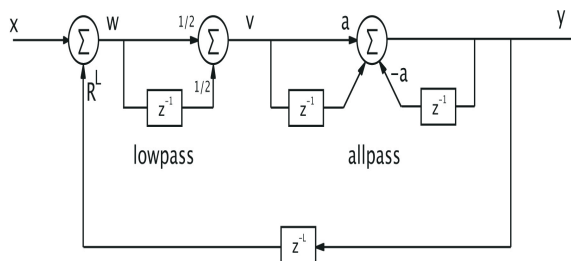 x
w
1/2
v
a
y
Σ
Σ
Σ
R^L
1/2
-a
z⁻¹
z⁻¹
z⁻¹
lowpass
allpass
z⁻ᴸ